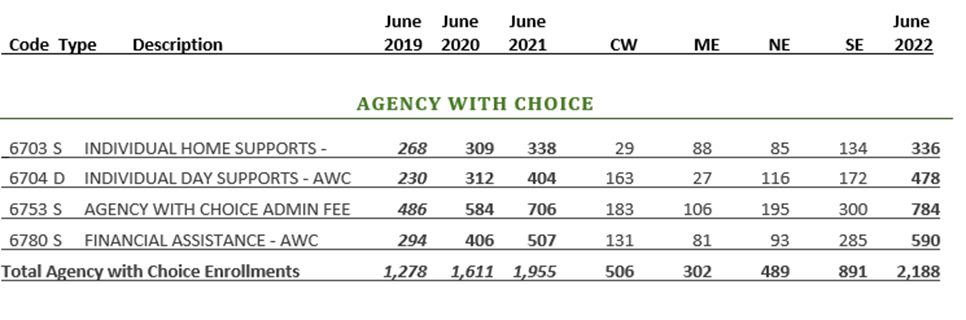 June June June June
Code Type Description 2019 2020 2021 CW ME NE SE 2022
AGENCY WITH CHOICE
6703 S INDIVIDUAL HOME SUPPORTS - 268 309 338 29 88 85 134 336
6704 D INDIVIDUAL DAY SUPPORTS - AWC 230 312 404 163 27 116 172 478
6753 S AGENCY WITH CHOICE ADMIN FEE 486 584 706 183 106 195 300 784
6780 S FINANCIAL ASSISTANCE - AWC 294 406 507 131 81 93 285 590
Total Agency with Choice Enrollments 1,278 1,611 1,955 506 302 489 891 2,188